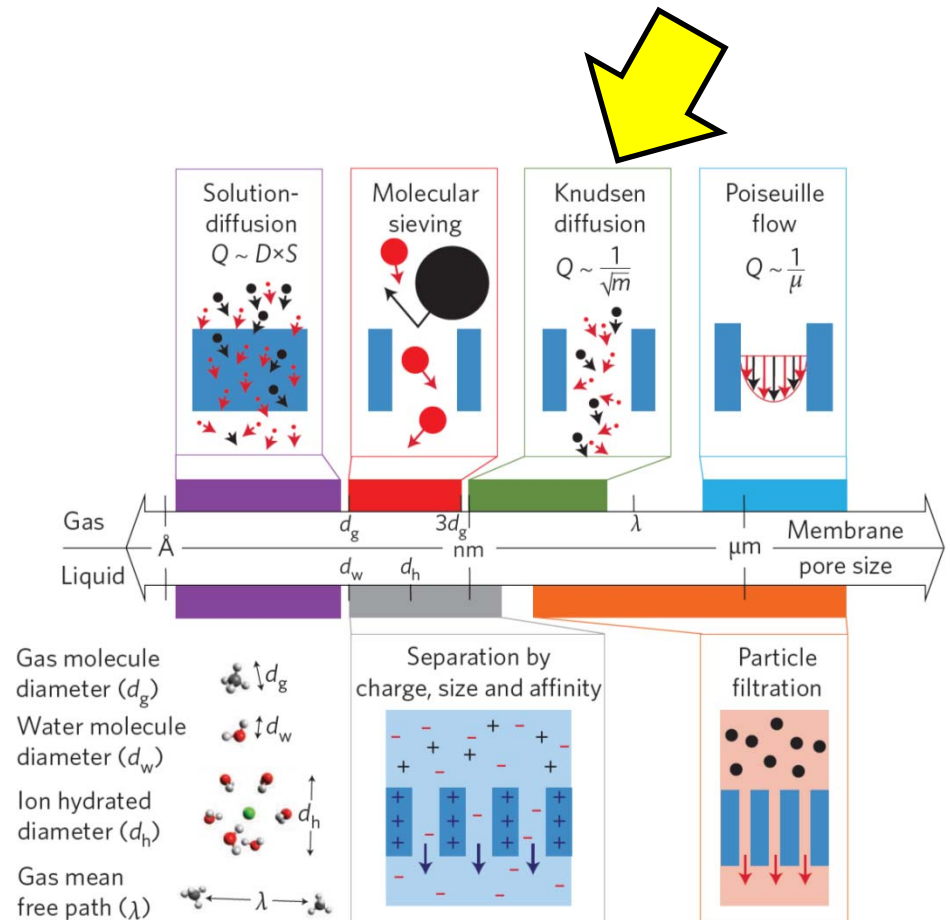 Solution-
diffusion
Q ~ D×S
Molecular
sieving
Knudsen
diffusion
Q ~ 1/√m
Poiseuille
flow
Q ~ 1/μ
Gas
Å
d_g
3d_g
nm
λ
μm
Membrane
pore size
Liquid
d_w
d_h
Gas molecule
diameter (d_g)
d_g
Water molecule
diameter (d_w)
d_w
Ion hydrated
diameter (d_h)
d_h
Gas mean
free path (λ)
λ
Separation by
charge, size and affinity
Particle
filtration